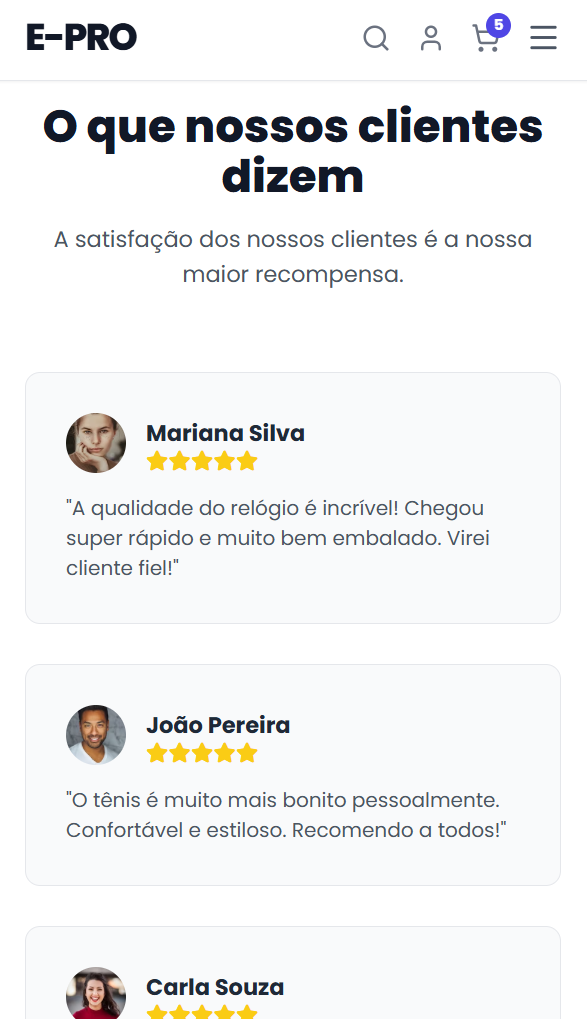 E-PRO
5
O que nossos clientes
dizem
A satisfação dos nossos clientes é a nossa
maior recompensa.
Mariana Silva
"A qualidade do relógio é incrível! Chegou
super rápido e muito bem embalado. Virei
cliente fiel!"
João Pereira
"O tênis é muito mais bonito pessoalmente.
Confortável e estiloso. Recomendo a todos!"
Carla Souza